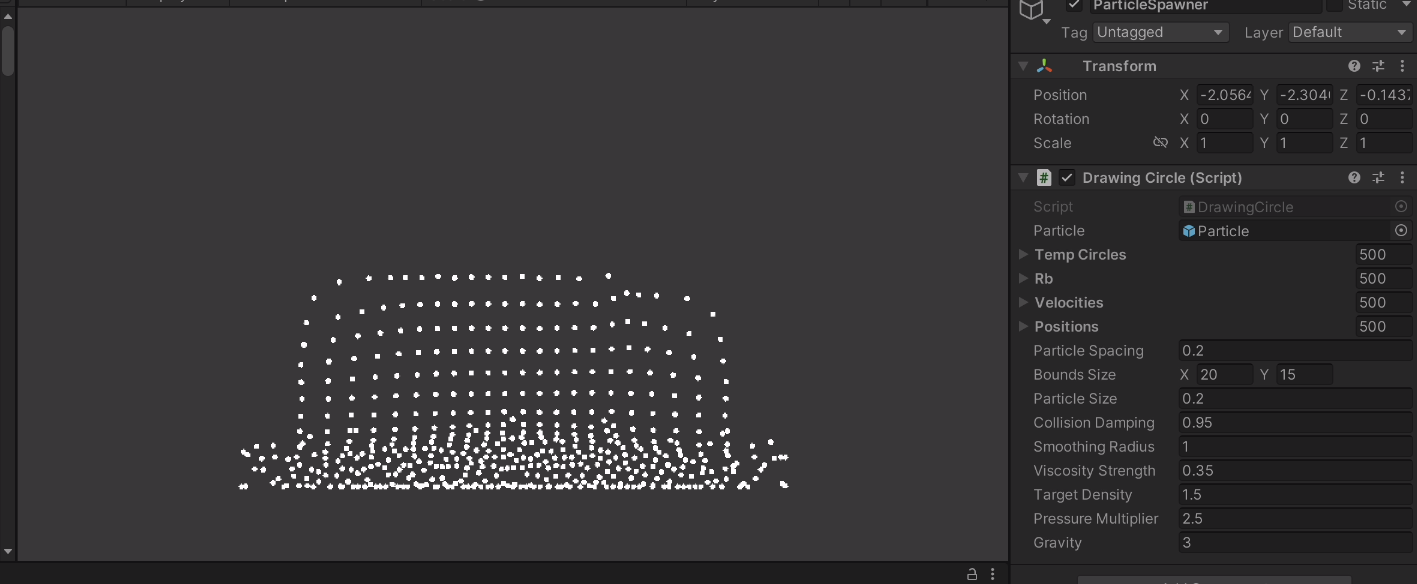 ParticleSpawner Static
Tag Untagged Layer Default
Transform
Position X -2.0564 Y -2.304 Z -0.143
Rotation X 0 Y 0 Z 0
Scale X 1 Y 1 Z 1
# Drawing Circle (Script)
Script DrawingCircle
Particle Particle
Temp Circles 500
Rb 500
Velocities 500
Positions 500
Particle Spacing 0.2
Bounds Size X 20 Y 15
Particle Size 0.2
Collision Damping 0.95
Smoothing Radius 1
Viscosity Strength 0.35
Target Density 1.5
Pressure Multiplier 2.5
Gravity 3